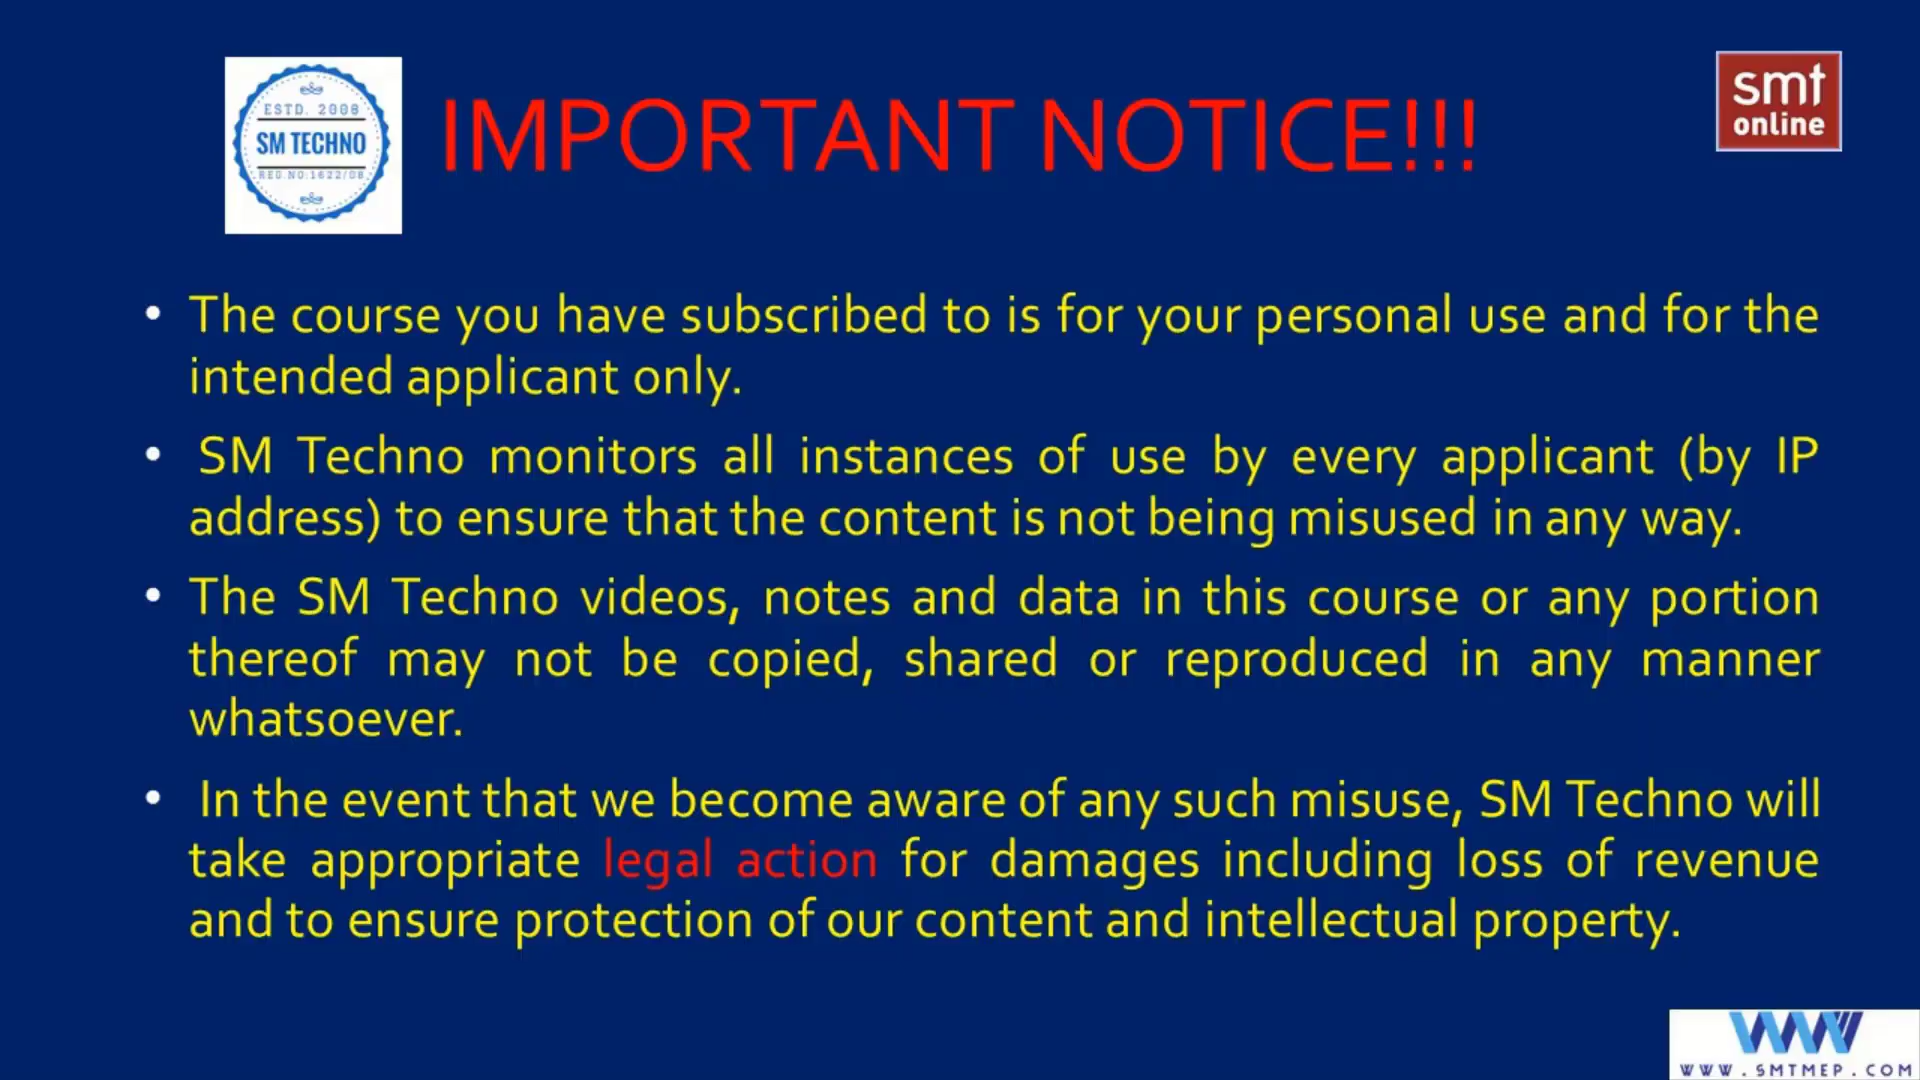 ESTD. 2008
SM TECHNO
REG.NO:1622/08
IMPORTANT NOTICE!!!
smt
online
• The course you have subscribed to is for your personal use and for the
intended applicant only.
• SM Techno monitors all instances of use by every applicant (by IP
address) to ensure that the content is not being misused in any way.
• The SM Techno videos, notes and data in this course or any portion
thereof may not be copied, shared or reproduced in any manner
whatsoever.
• In the event that we become aware of any such misuse, SM Techno will
take appropriate legal action for damages including loss of revenue
and to ensure protection of our content and intellectual property.
WWW.SMTMEP.COM